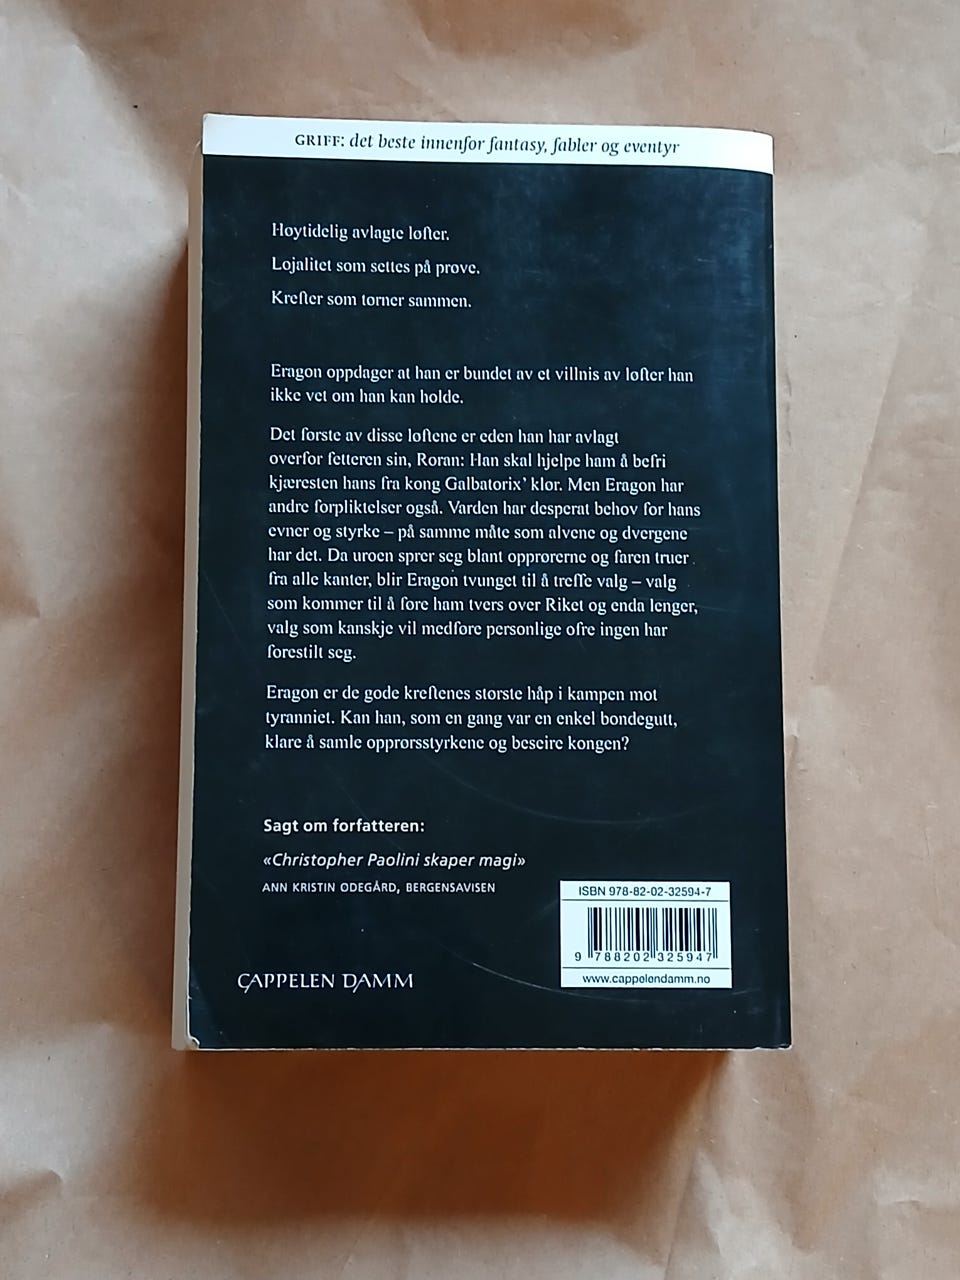 GRIFF: det beste innenfor fantasy, fabler og eventyr
Høytidelig avlagte løfter.
Lojalitet som settes på prøve.
Krefter som tørner sammen.
Eragon oppdager at han er bundet av et villnis av løfter han
ikke vet om han kan holde.
Det første av disse løftene er eden han har avlagt
overfor fetteren sin, Roran: Han skal hjelpe ham å befri
kjæresten hans fra kong Galbatorix’ klor. Men Eragon har
andre forpliktelser også. Varden har desperat behov for hans
evner og styrke – på samme måte som alvene og dvergene
har det. Da uroen sprer seg blant opprørerne og faren truer
fra alle kanter, blir Eragon tvunget til å treffe valg – valg
som kommer til å føre ham tvers over Riket og enda lenger,
valg som kanskje vil medføre personlige ofre ingen har
forestilt seg.
Eragon er de gode kreftenes største håp i kampen mot
tyranniet. Kan han, som en gang var en enkel bondegutt,
klare å samle opprørsstyrkene og beseire kongen?
Sagt om forfatteren:
«Christopher Paolini skaper magi»
ANN KRISTIN ØDEGÅRD, BERGENSAVISEN
ISBN 978-82-02-32594-7
9 788202 325947
www.cappelendamm.no
CAPPELEN DAMM